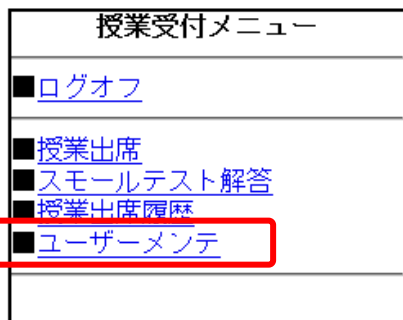 授業受付メニュー
■ログオフ
■授業出席
■スモールテスト解答
■授業出席履歴
■ユーザーメンテ